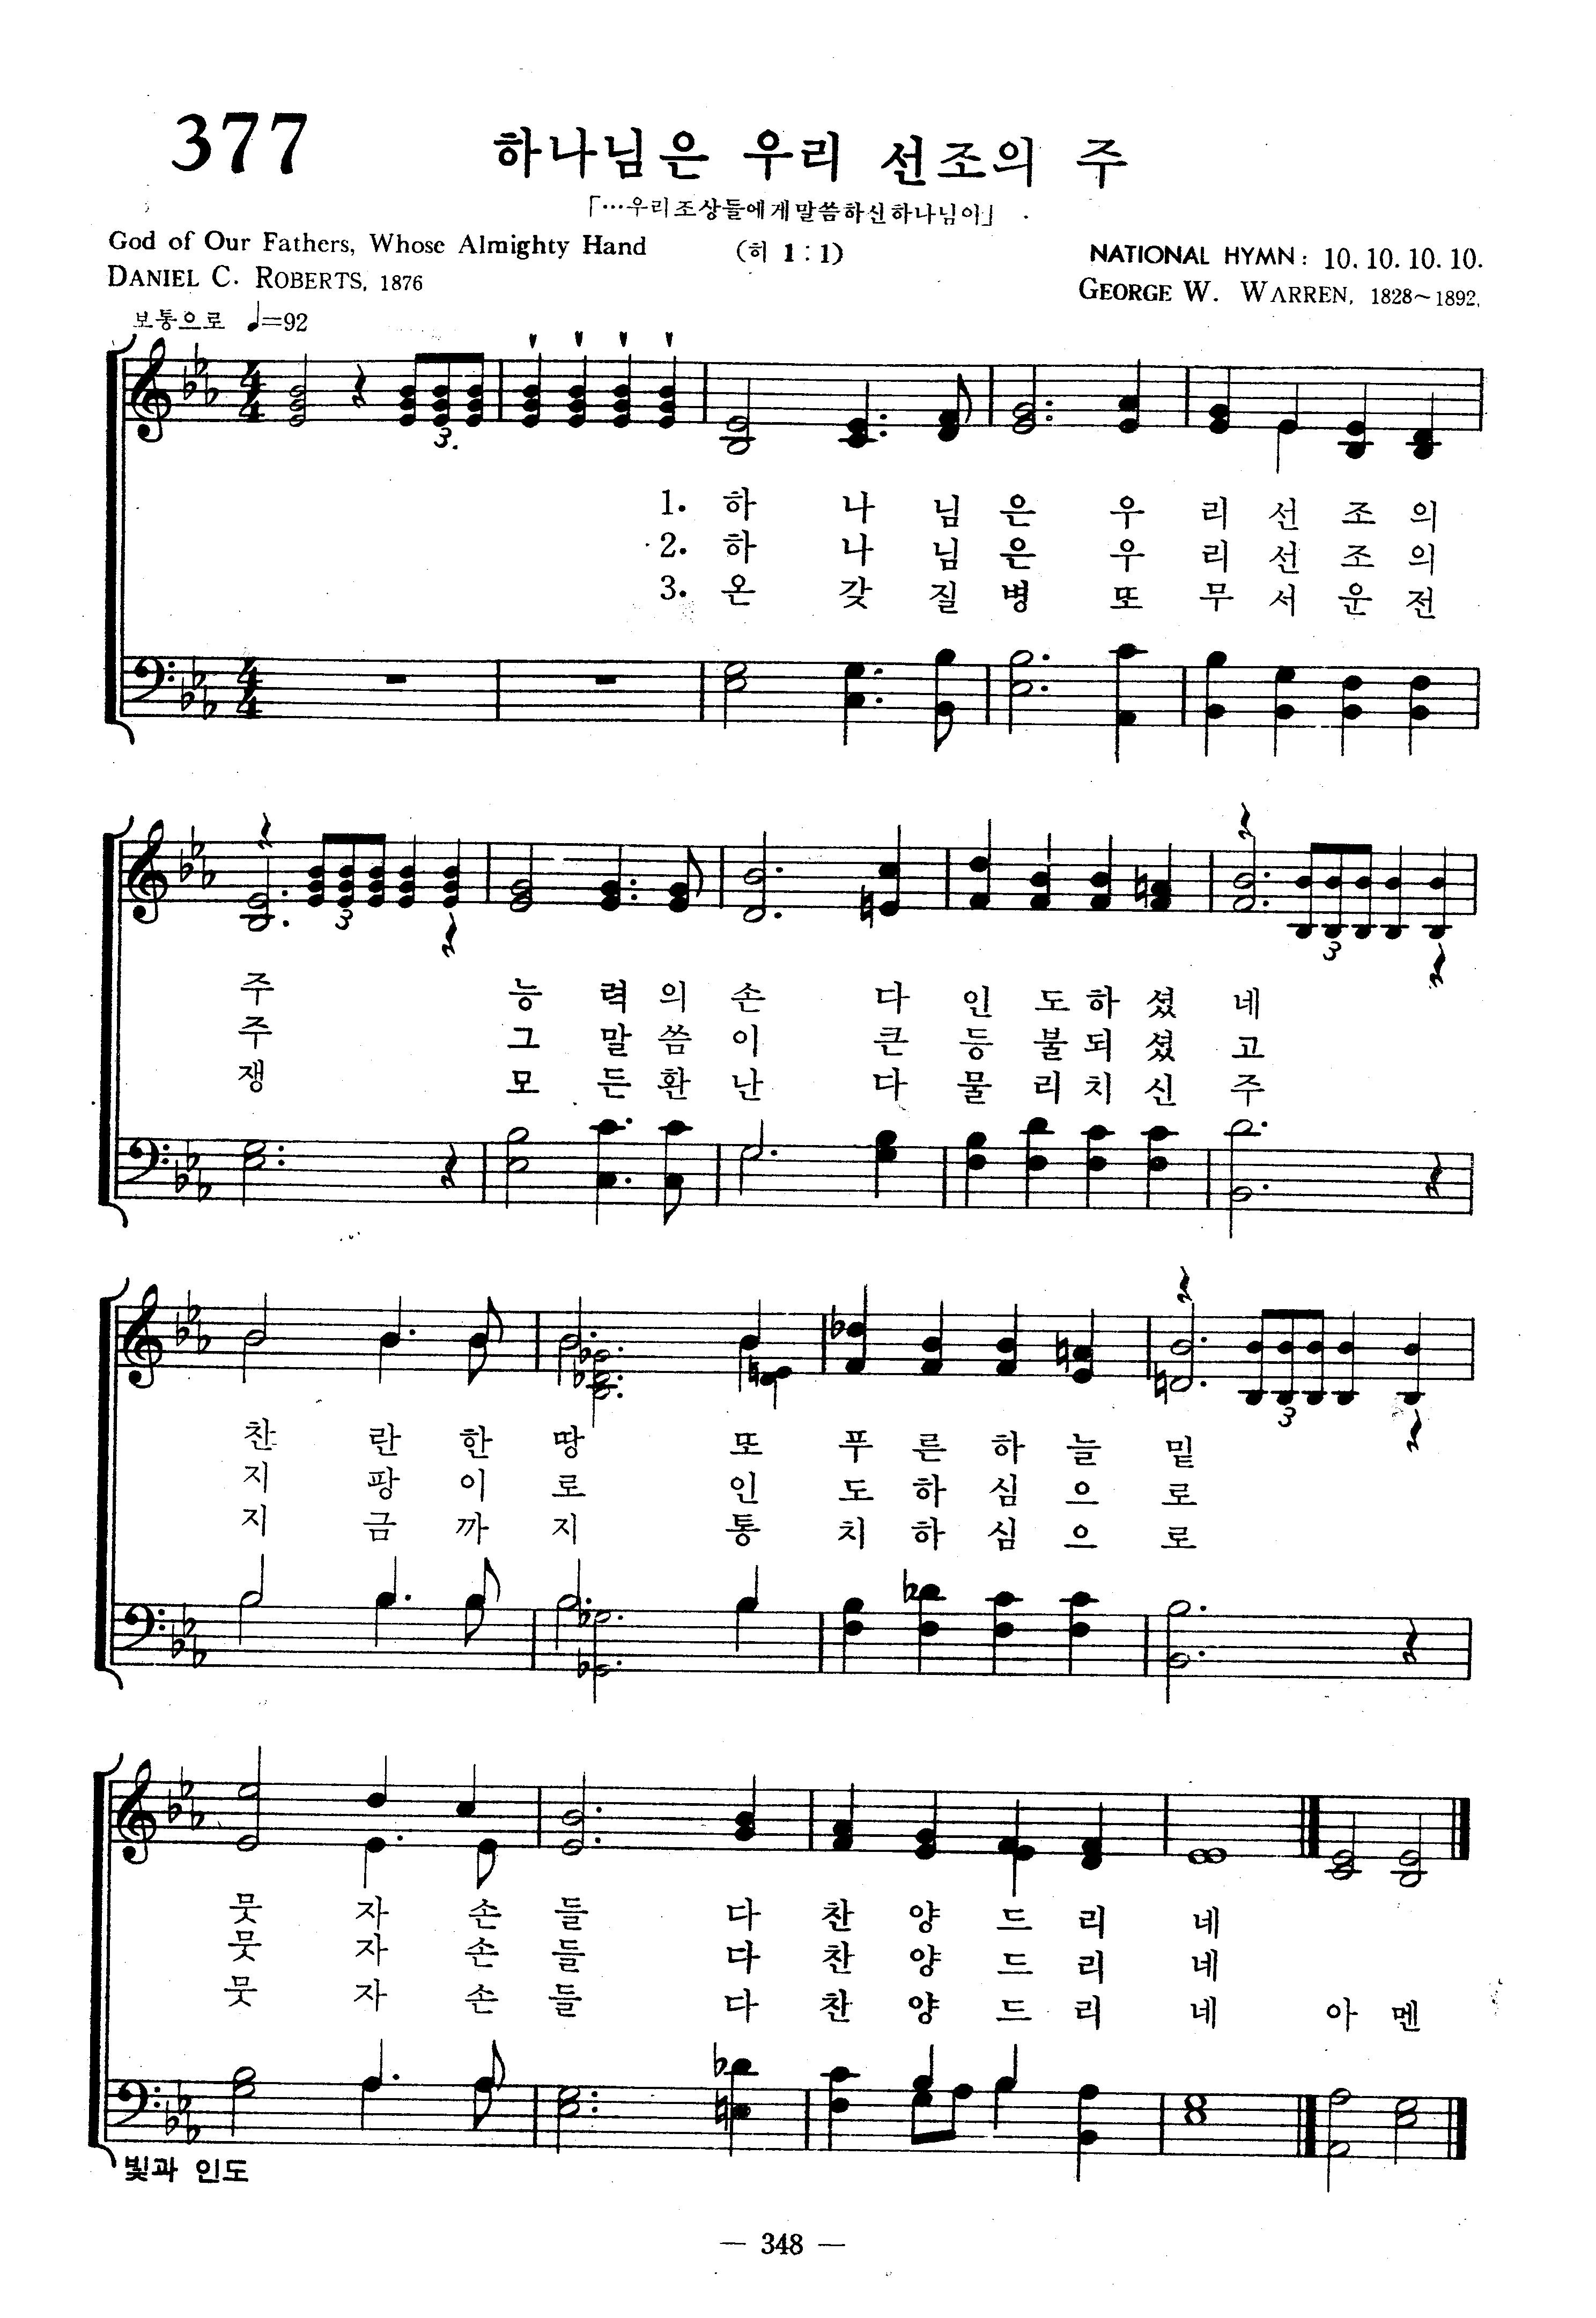 377
하나님은 우리 선조의 주
「…우리조상들에게말씀하신하나님이」
God of Our Fathers, Whose Almighty Hand
(히 1 : 1)
NATIONAL HYMN : 10. 10. 10. 10.
DANIEL C. ROBERTS, 1876
GEORGE W. WARREN, 1828~1892.
보통으로 ♩=92
3.
1. 하 나 님 은 우 리 선 조 의
2. 하 나 님 은 우 리 선 조 의
3. 온 갖 질 병 또 무 서 운 전
3
3
주 능 력 의 손 다 인 도 하 셨 네
주 그 말 씀 이 큰 등 불 되 셨 고
쟁 모 든 환 난 다 물 리 치 신 주
3
찬 란 한 땅 또 푸 른 하 늘 밑
지 팡 이 로 인 도 하 심 으 로
지 금 까 지 통 치 하 심 으 로
뭇 자 손 들 다 찬 양 드 리 네
뭇 자 손 들 다 찬 양 드 리 네
뭇 자 손 들 다 찬 양 드 리 네 아 멘
빛과 인도
— 348 —